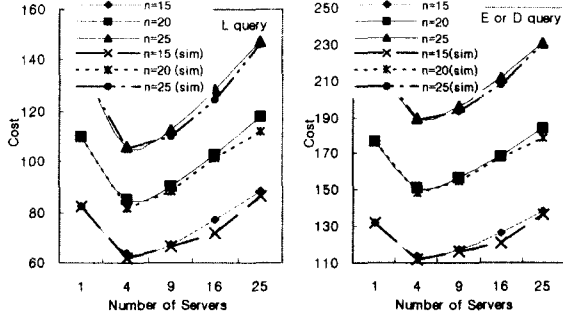 n=15
n=20
n=25
n=15 (sim)
n=20 (sim)
n=25(sim)
L query
160
140
120
100
80
60
Cost
1 4 9 16 25
Number of Servers
n=15
n=20
n=25
n=15(sim)
n=20(sim)
n=25(sim)
E or D query
250
230
210
190
170
150
130
110
Cost
1 4 9 16 25
Number of Servers